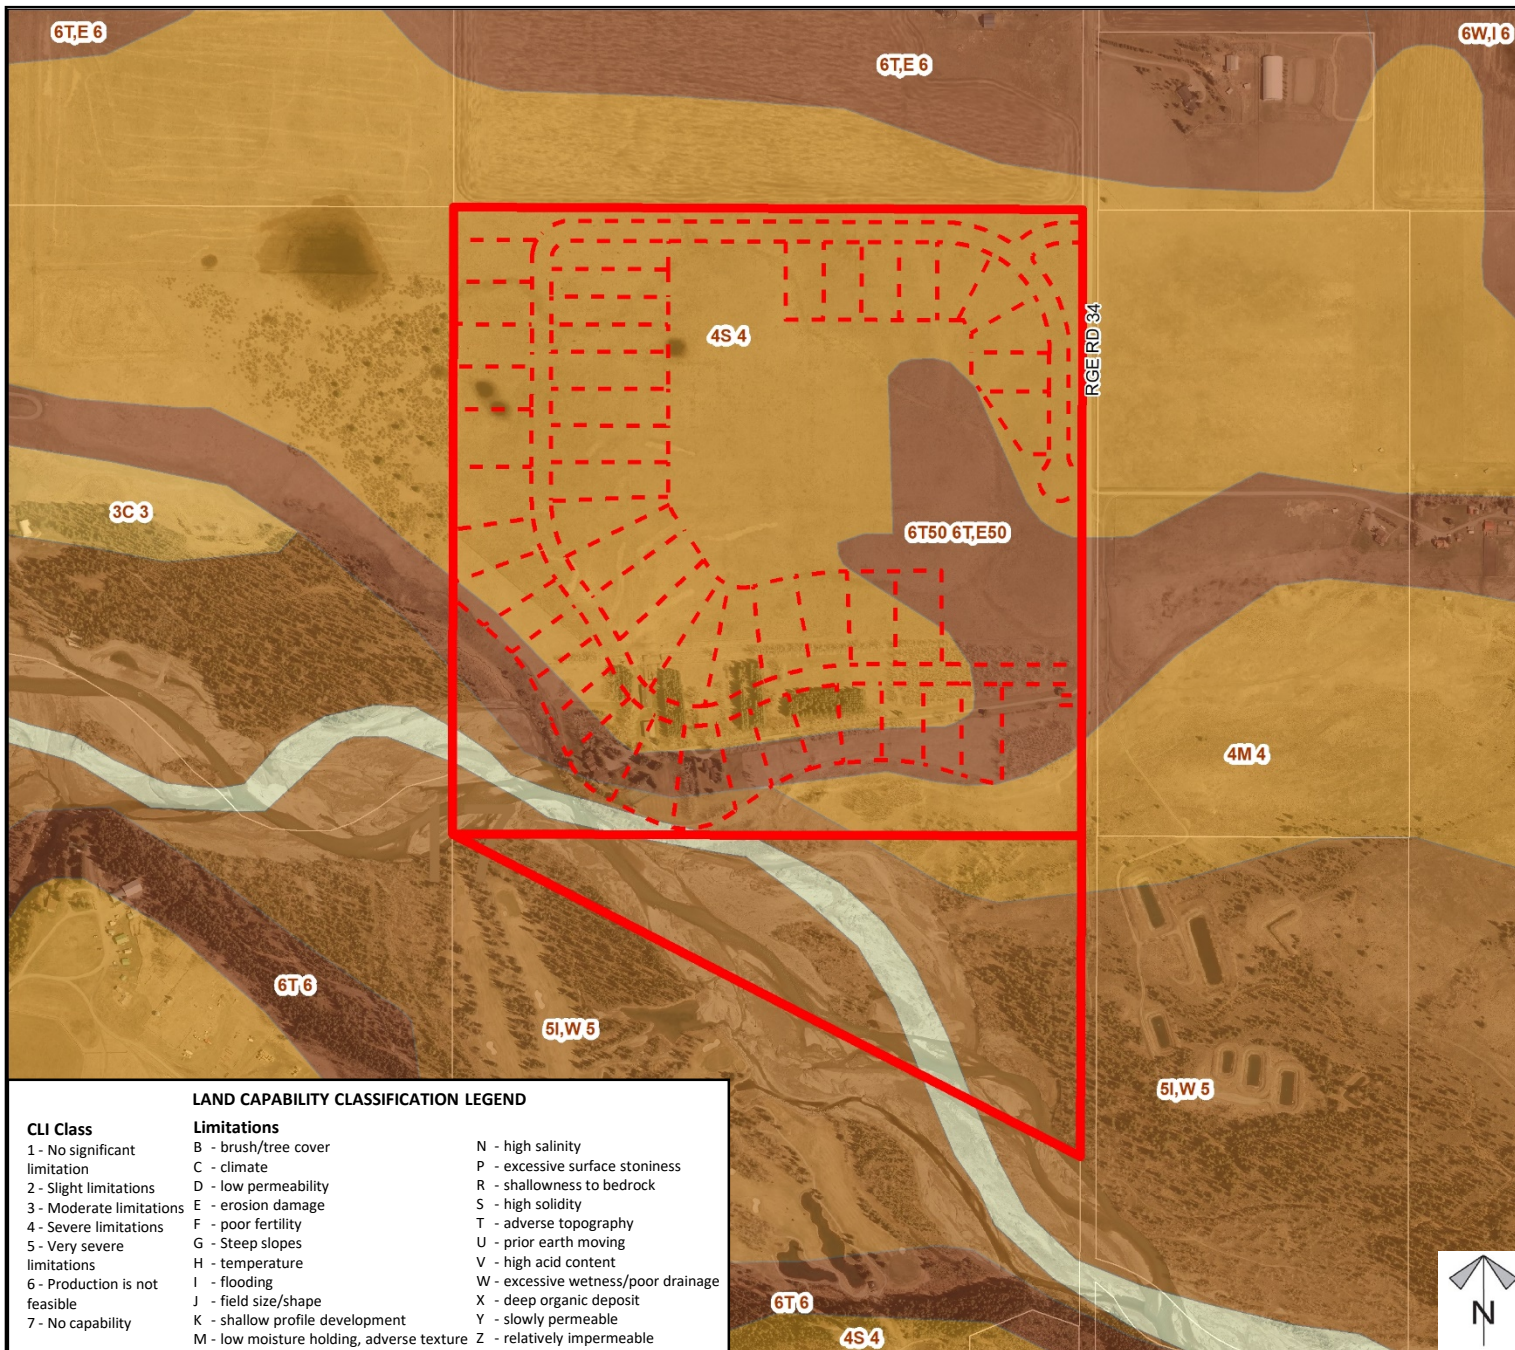 6T,E 6
6W,I 6
6T,E 6
RGE RD 34
4S 4
3C 3
6T50 6T,E50
4M 4
6T 6
5I,W 5
5I,W 5
6T 6
4S 4
LAND CAPABILITY CLASSIFICATION LEGEND
CLI Class
1 - No significant
limitation
2 - Slight limitations
3 - Moderate limitations
4 - Severe limitations
5 - Very severe
limitations
6 - Production is not
feasible
7 - No capability
Limitations
B - brush/tree cover
C - climate
D - low permeability
E - erosion damage
F - poor fertility
G - Steep slopes
H - temperature
I - flooding
J - field size/shape
K - shallow profile development
M - low moisture holding, adverse texture
N - high salinity
P - excessive surface stoniness
R - shallowness to bedrock
S - high solidity
T - adverse topography
U - prior earth moving
V - high acid content
W - excessive wetness/poor drainage
X - deep organic deposit
Y - slowly permeable
Z - relatively impermeable
N